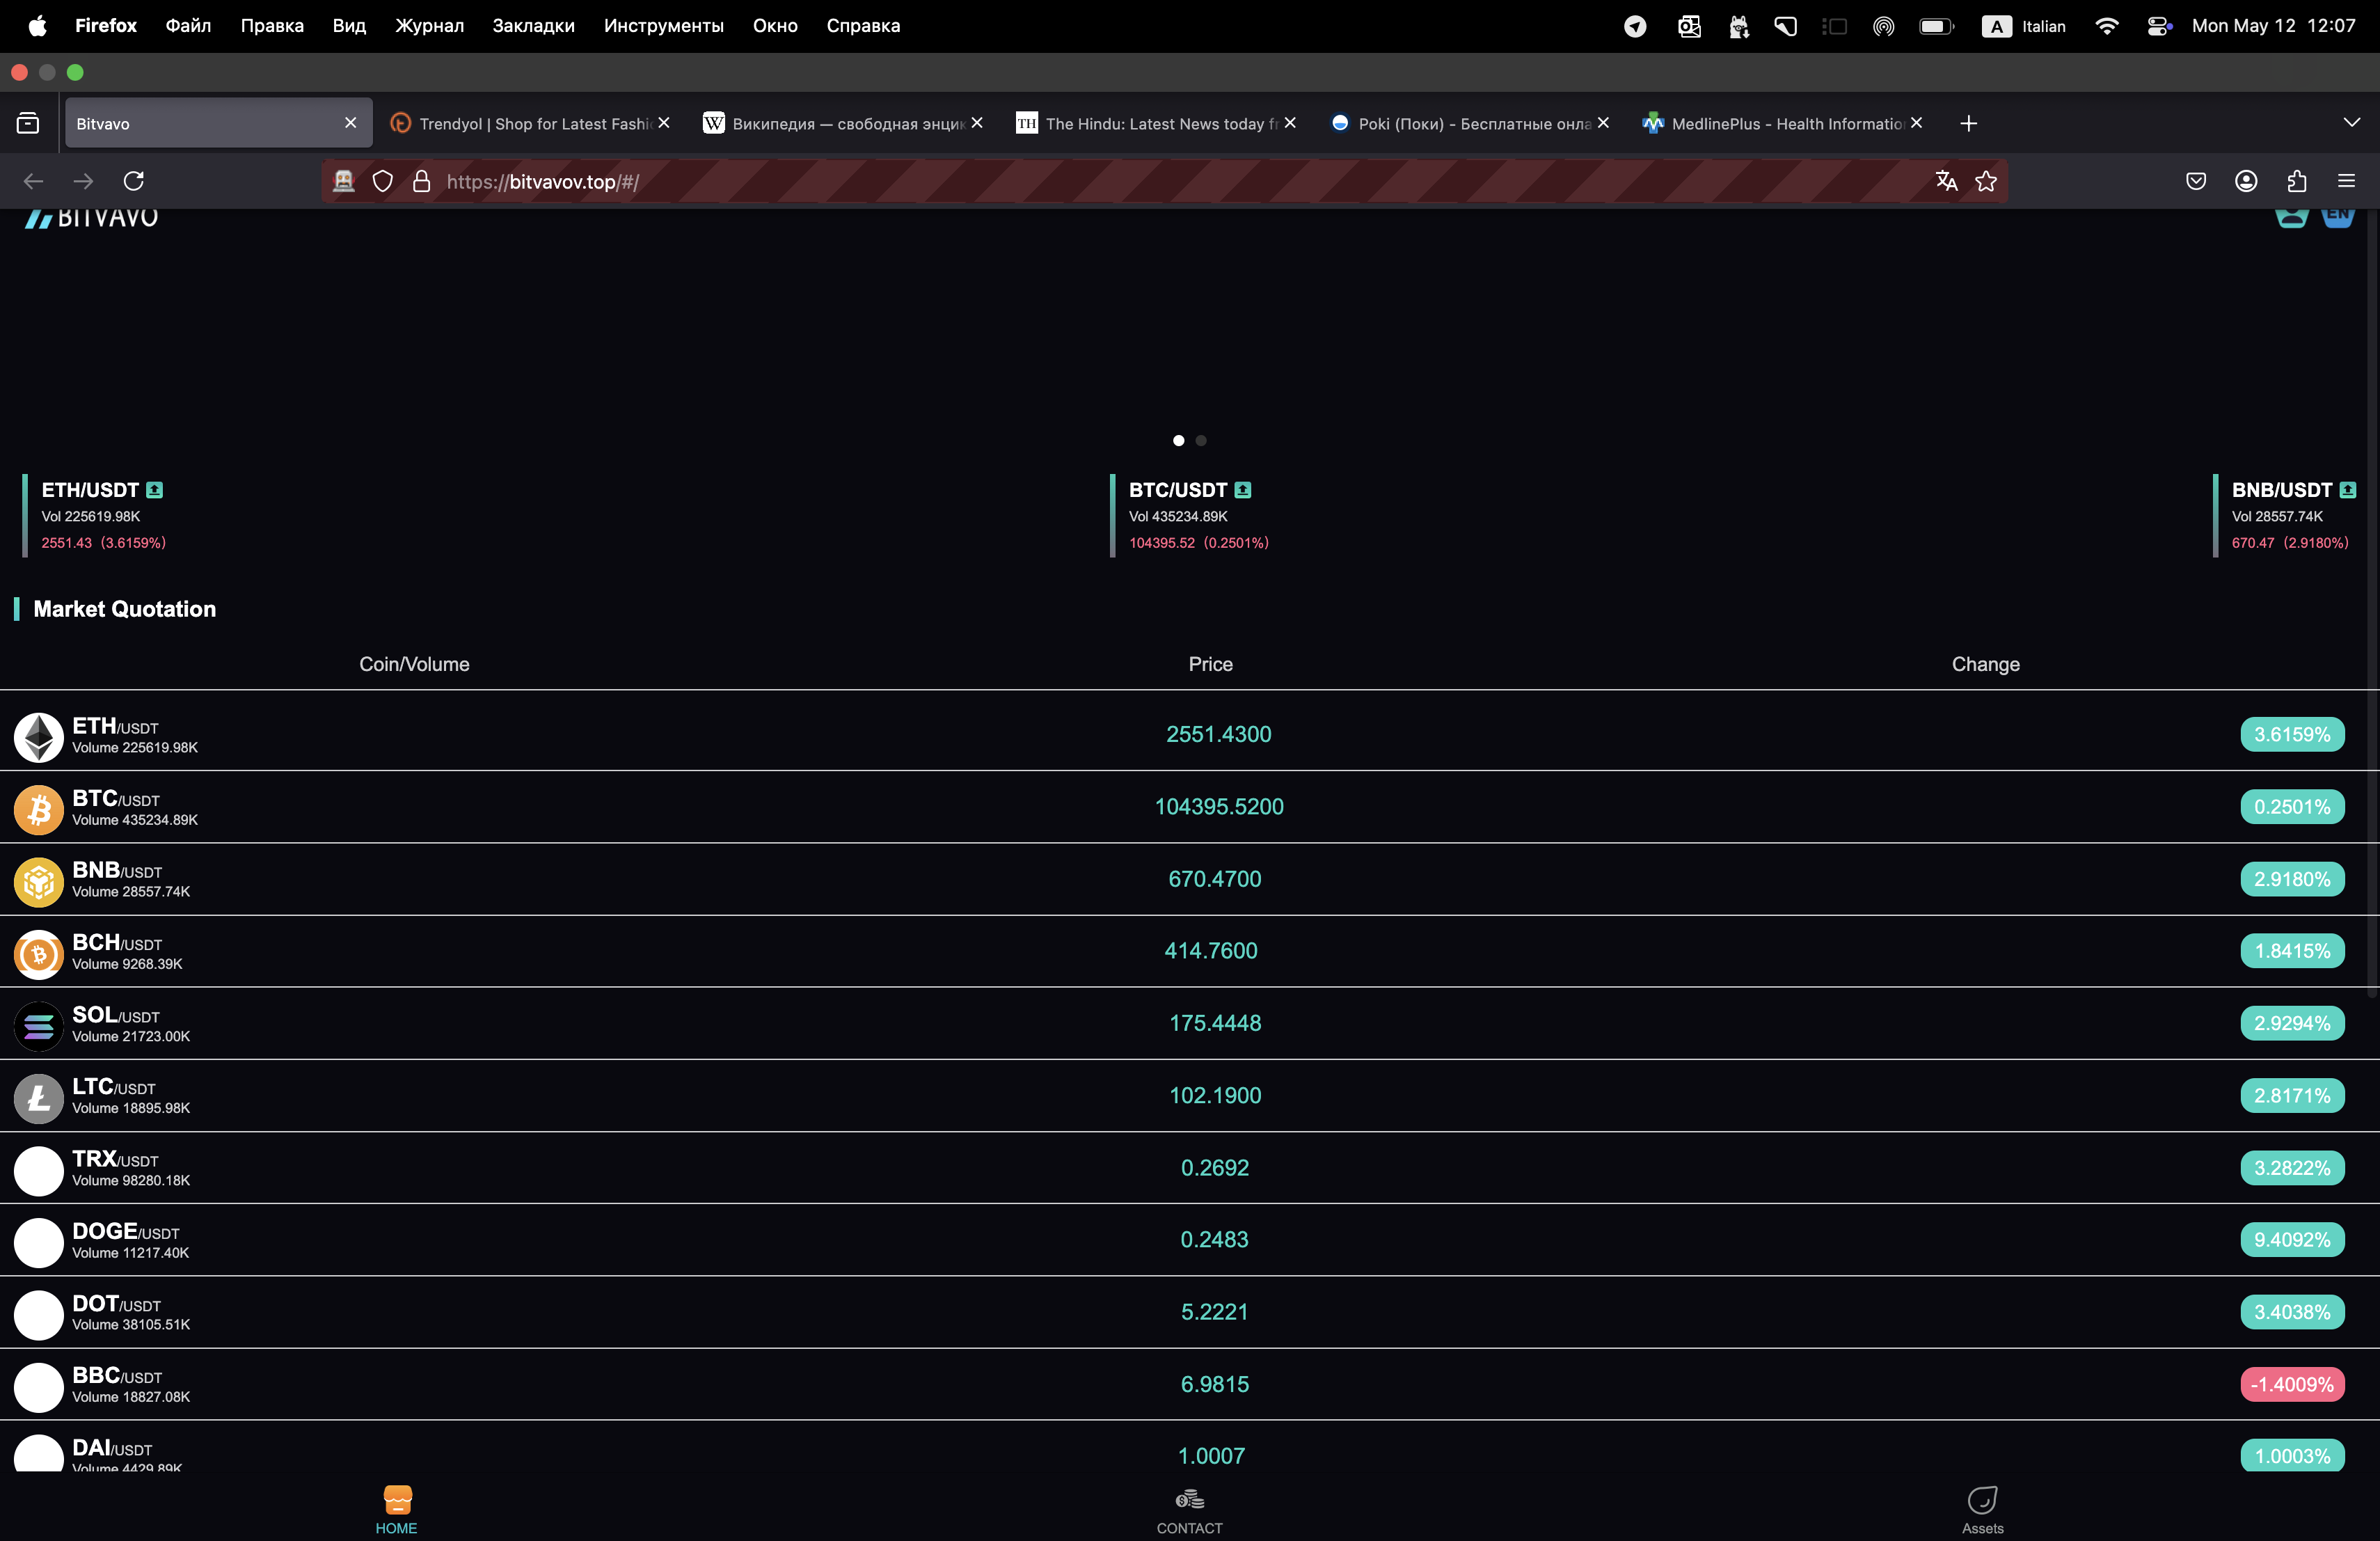 Firefox Файл Правка Вид Журнал Закладки Инструменты Окно Справка A Italian Mon May 12 12:07
Bitvavo Trendyol | Shop for Latest Fashi W Википедия — свободная энцик TH The Hindu: Latest News today fr Poki (Поки) - Бесплатные онла MedlinePlus - Health Informatio
https://bitvavov.top/#/
BITVAVO EN
ETH/USDT
Vol 225619.98K
2551.43 (3.6159%)
BTC/USDT
Vol 435234.89K
104395.52 (0.2501%)
BNB/USDT
Vol 28557.74K
670.47 (2.9180%)
Market Quotation
Coin/Volume Price Change
ETH/USDT
Volume 225619.98K
2551.4300
3.6159%
BTC/USDT
Volume 435234.89K
104395.5200
0.2501%
BNB/USDT
Volume 28557.74K
670.4700
2.9180%
BCH/USDT
Volume 9268.39K
414.7600
1.8415%
SOL/USDT
Volume 21723.00K
175.4448
2.9294%
LTC/USDT
Volume 18895.98K
102.1900
2.8171%
TRX/USDT
Volume 98280.18K
0.2692
3.2822%
DOGE/USDT
Volume 11217.40K
0.2483
9.4092%
DOT/USDT
Volume 38105.51K
5.2221
3.4038%
BBC/USDT
Volume 18827.08K
6.9815
-1.4009%
DAI/USDT
Volume 4429.89K
1.0007
1.0003%
HOME CONTACT Assets